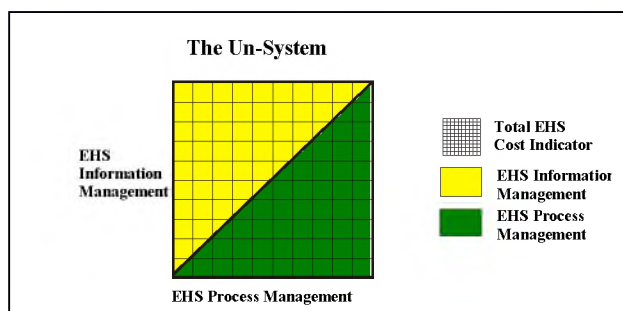 The Un-System
EHS
Information
Management
EHS Process Management
Total EHS
Cost Indicator
EHS Information
Management
EHS Process
Management